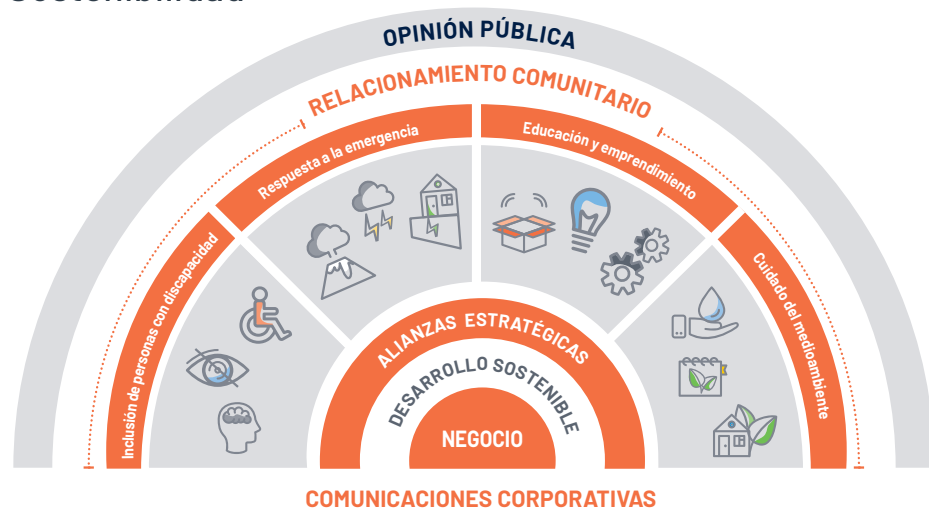 Sostenibilidad
OPINIÓN PÚBLICA
RELACIONAMIENTO COMUNITARIO
Inclusión de personas con discapacidad
Respuesta a la emergencia
Educación y emprendimiento
Cuidado del medioambiente
ALIANZAS ESTRATÉGICAS
DESARROLLO SOSTENIBLE
NEGOCIO
COMUNICACIONES CORPORATIVAS